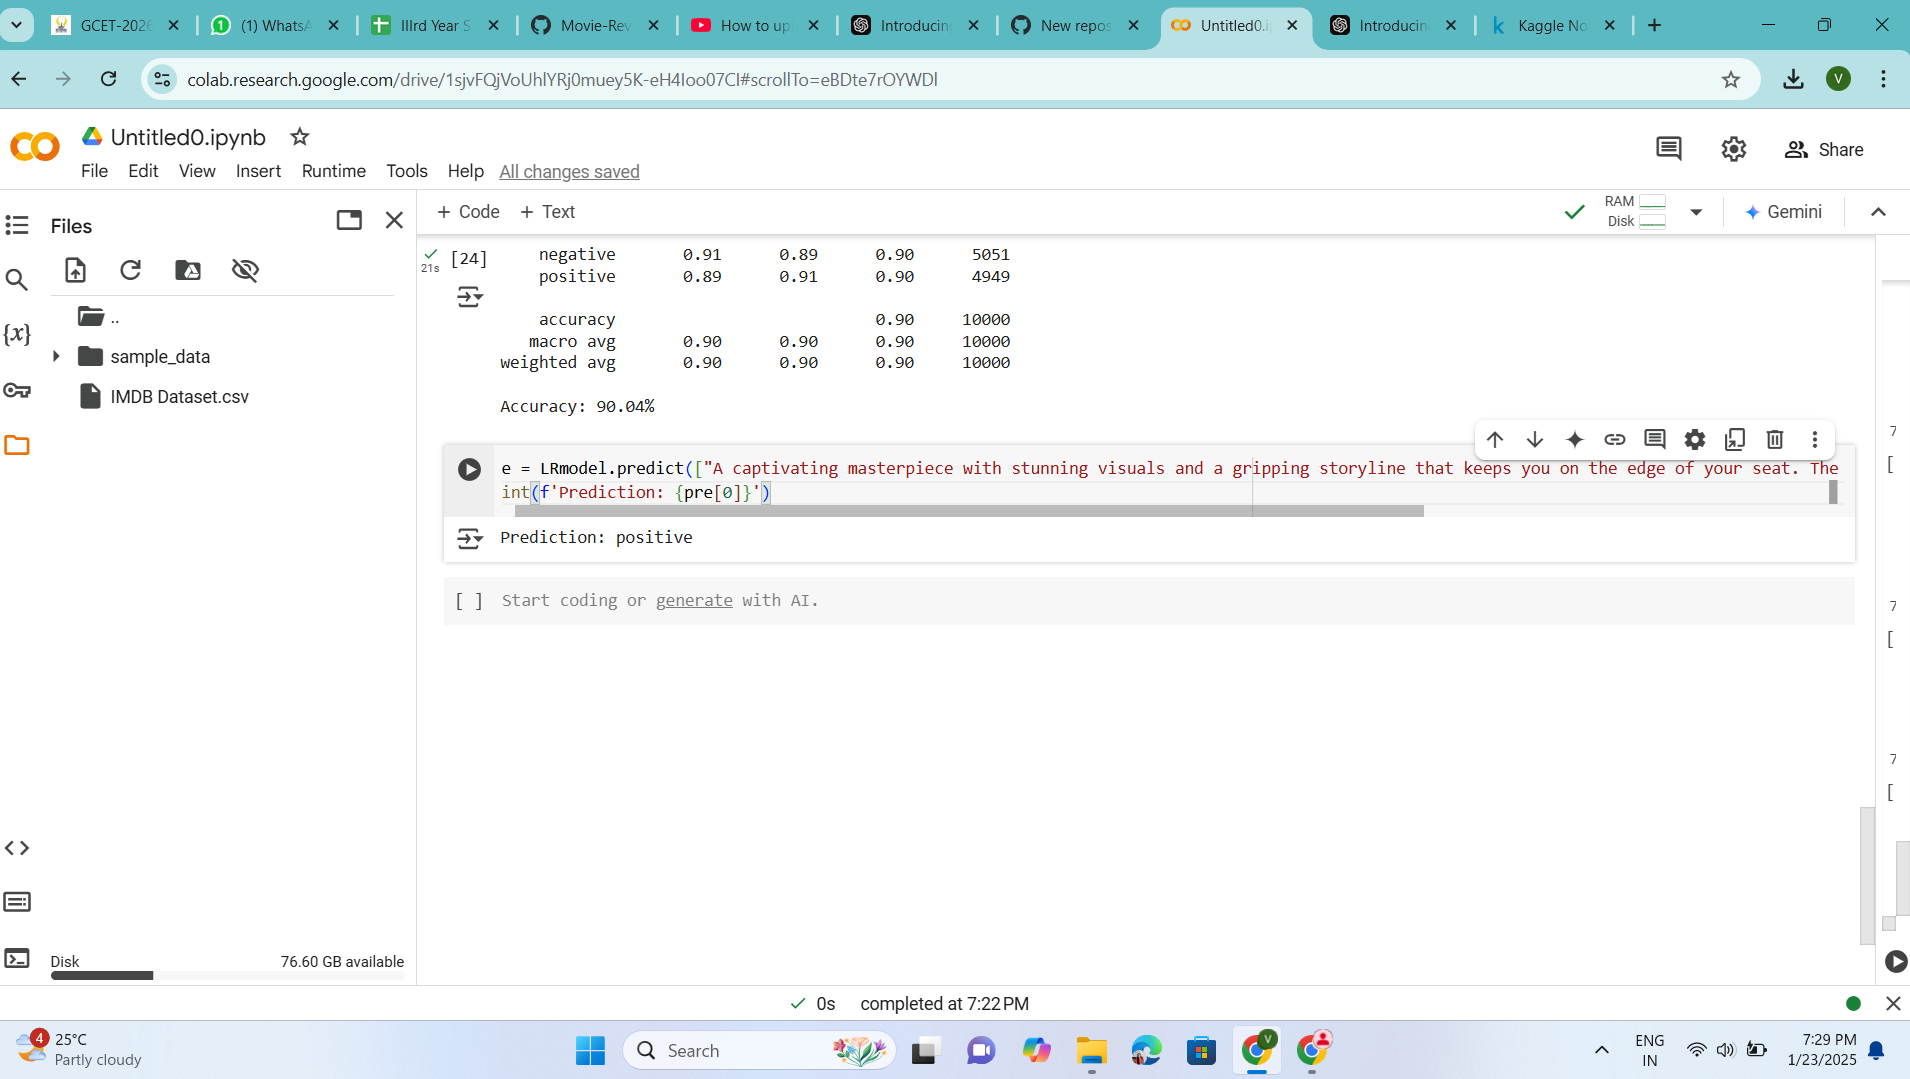 GCET-2026
(1) WhatsA
IIIrd Year S
Movie-Rev
How to up
Introducin
New repos
Untitled0.i
Introducin
Kaggle No
colab.research.google.com/drive/1sjvFQjVoUhlYRj0muey5K-eH4Ioo07CI#scrollTo=eBDte7rOYWDl
V
Untitled0.ipynb
File Edit View Insert Runtime Tools Help All changes saved
Share
Files
+ Code + Text
RAM
Disk
Gemini
..
sample_data
IMDB Dataset.csv
{x}
21s
[24]
negative 0.91 0.89 0.90 5051
positive 0.89 0.91 0.90 4949
accuracy 0.90 10000
macro avg 0.90 0.90 0.90 10000
weighted avg 0.90 0.90 0.90 10000
Accuracy: 90.04%
e = LRmodel.predict(["A captivating masterpiece with stunning visuals and a gripping storyline that keeps you on the edge of your seat. The
int(f'Prediction: {pre[0]}')
Prediction: positive
[ ] Start coding or generate with AI.
7
[
7
[
7
[
Disk 76.60 GB available
0s completed at 7:22 PM
4
25°C
Partly cloudy
Search
V
ENG
IN
7:29 PM
1/23/2025